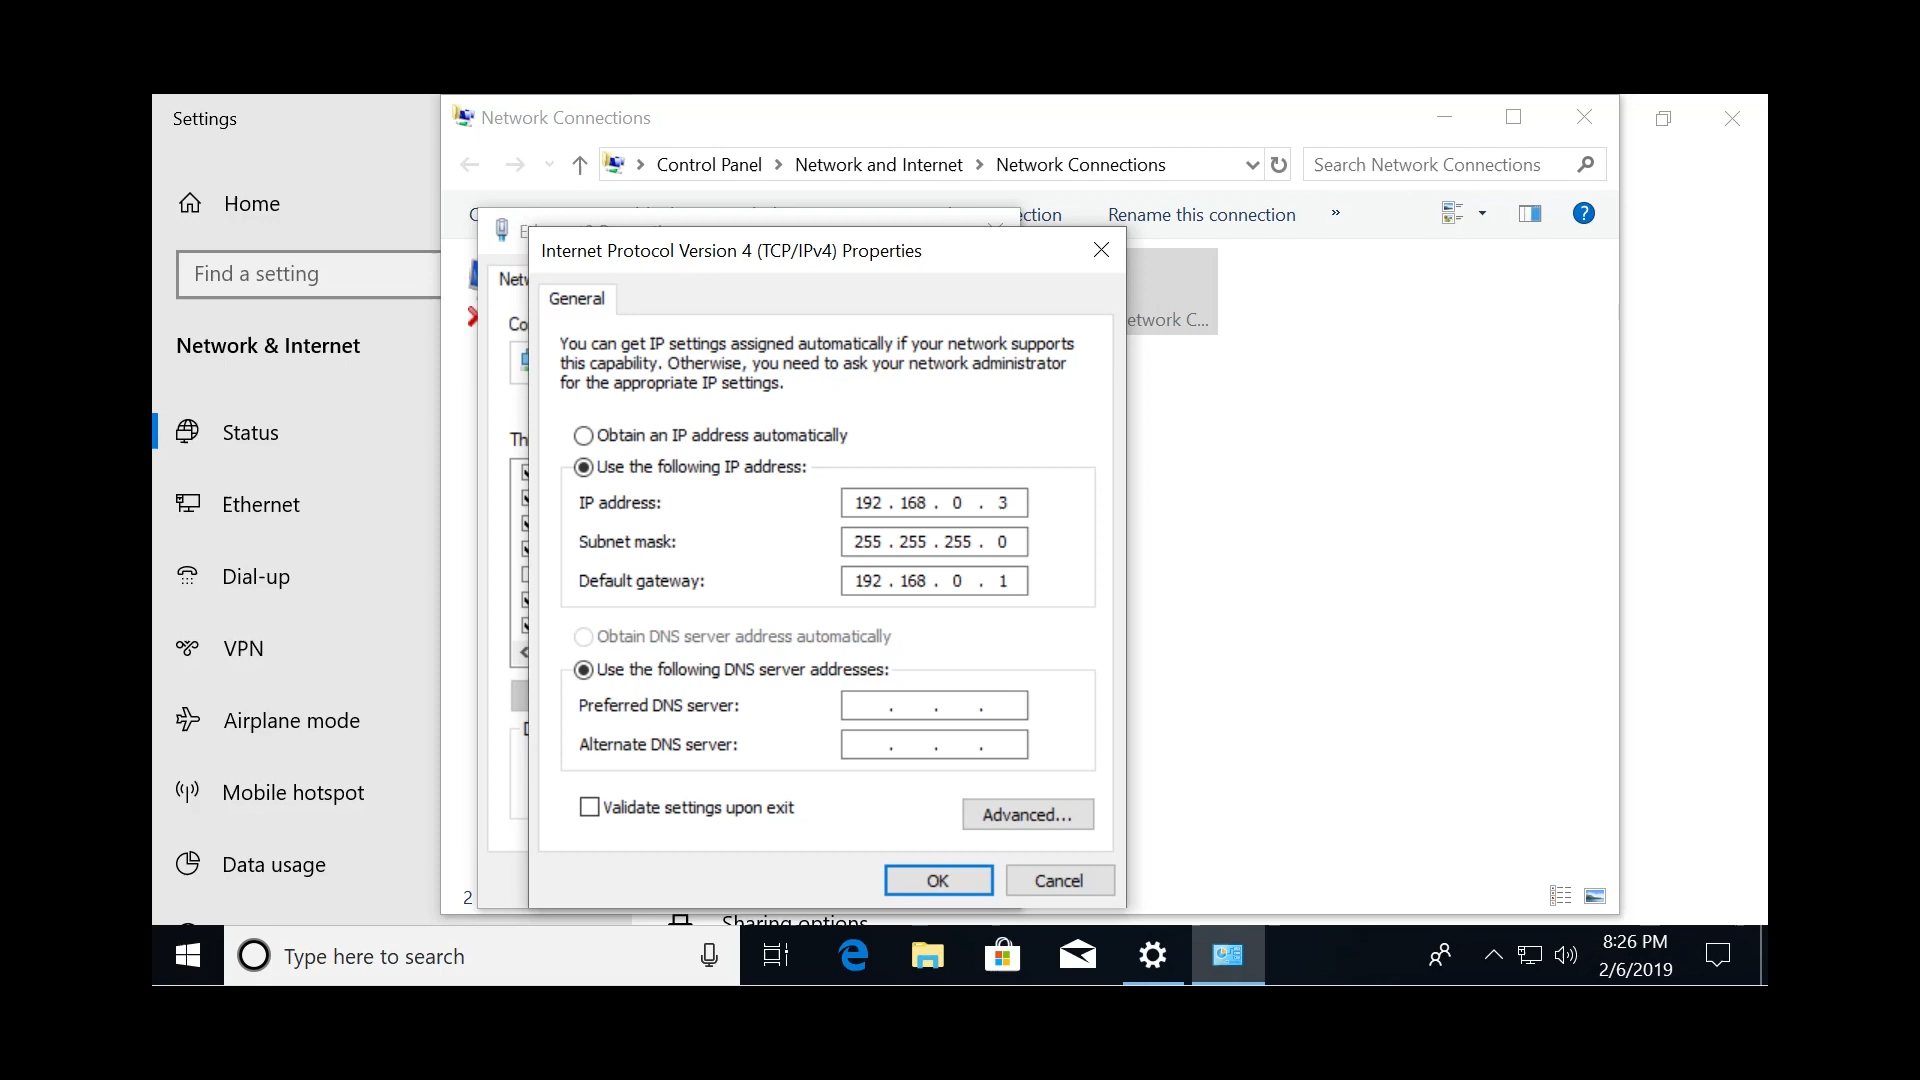 Settings
Home
Find a setting
Network & Internet
Status
Ethernet
Dial-up
VPN
Airplane mode
Mobile hotspot
Data usage
Network Connections
Control Panel > Network and Internet > Network Connections
Search Network Connections
ction
Rename this connection »
etwork C...
Netw
Co
Th
Internet Protocol Version 4 (TCP/IPv4) Properties
General
You can get IP settings assigned automatically if your network supports
this capability. Otherwise, you need to ask your network administrator
for the appropriate IP settings.
Obtain an IP address automatically
Use the following IP address:
IP address: 192 . 168 . 0 . 3
Subnet mask: 255 . 255 . 255 . 0
Default gateway: 192 . 168 . 0 . 1
Obtain DNS server address automatically
Use the following DNS server addresses:
Preferred DNS server: . . .
Alternate DNS server: . . .
Validate settings upon exit
Advanced...
OK Cancel
2
Sharing options
Type here to search
8:26 PM
2/6/2019